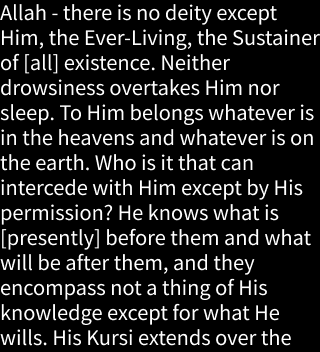 Allah - there is no deity except
Him, the Ever-Living, the Sustainer
of [all] existence. Neither
drowsiness overtakes Him nor
sleep. To Him belongs whatever is
in the heavens and whatever is on
the earth. Who is it that can
intercede with Him except by His
permission? He knows what is
[presently] before them and what
will be after them, and they
encompass not a thing of His
knowledge except for what He
wills. His Kursi extends over the